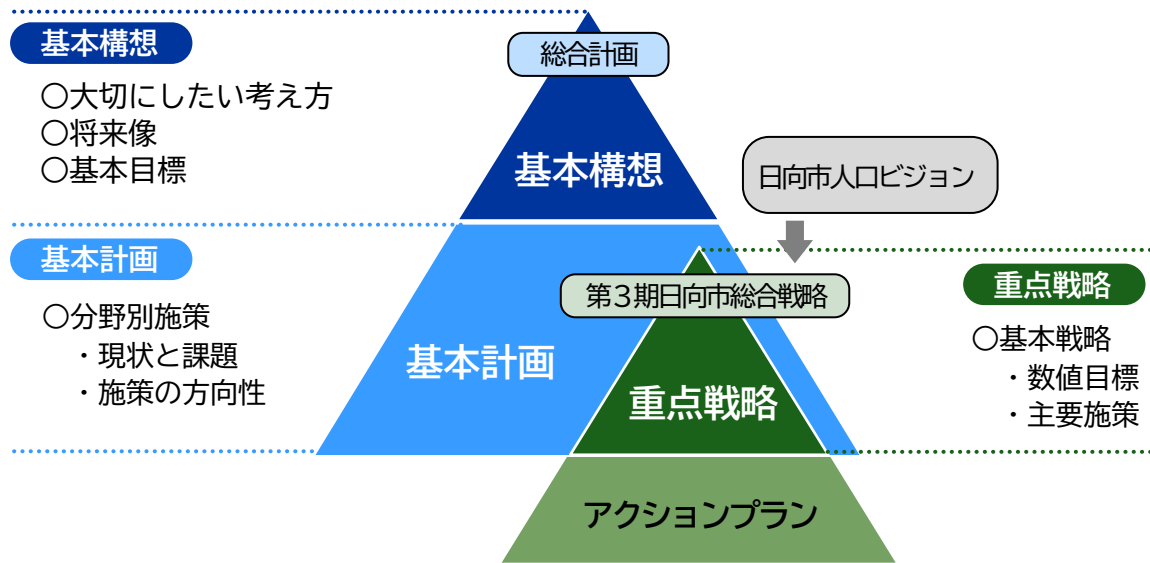 総合計画
基本構想
○大切にしたい考え方
○将来像
○基本目標
基本構想
日向市人口ビジョン
基本計画
○分野別施策
・現状と課題
・施策の方向性
基本計画
第3期日向市総合戦略
重点戦略
重点戦略
○基本戦略
・数値目標
・主要施策
アクションプラン